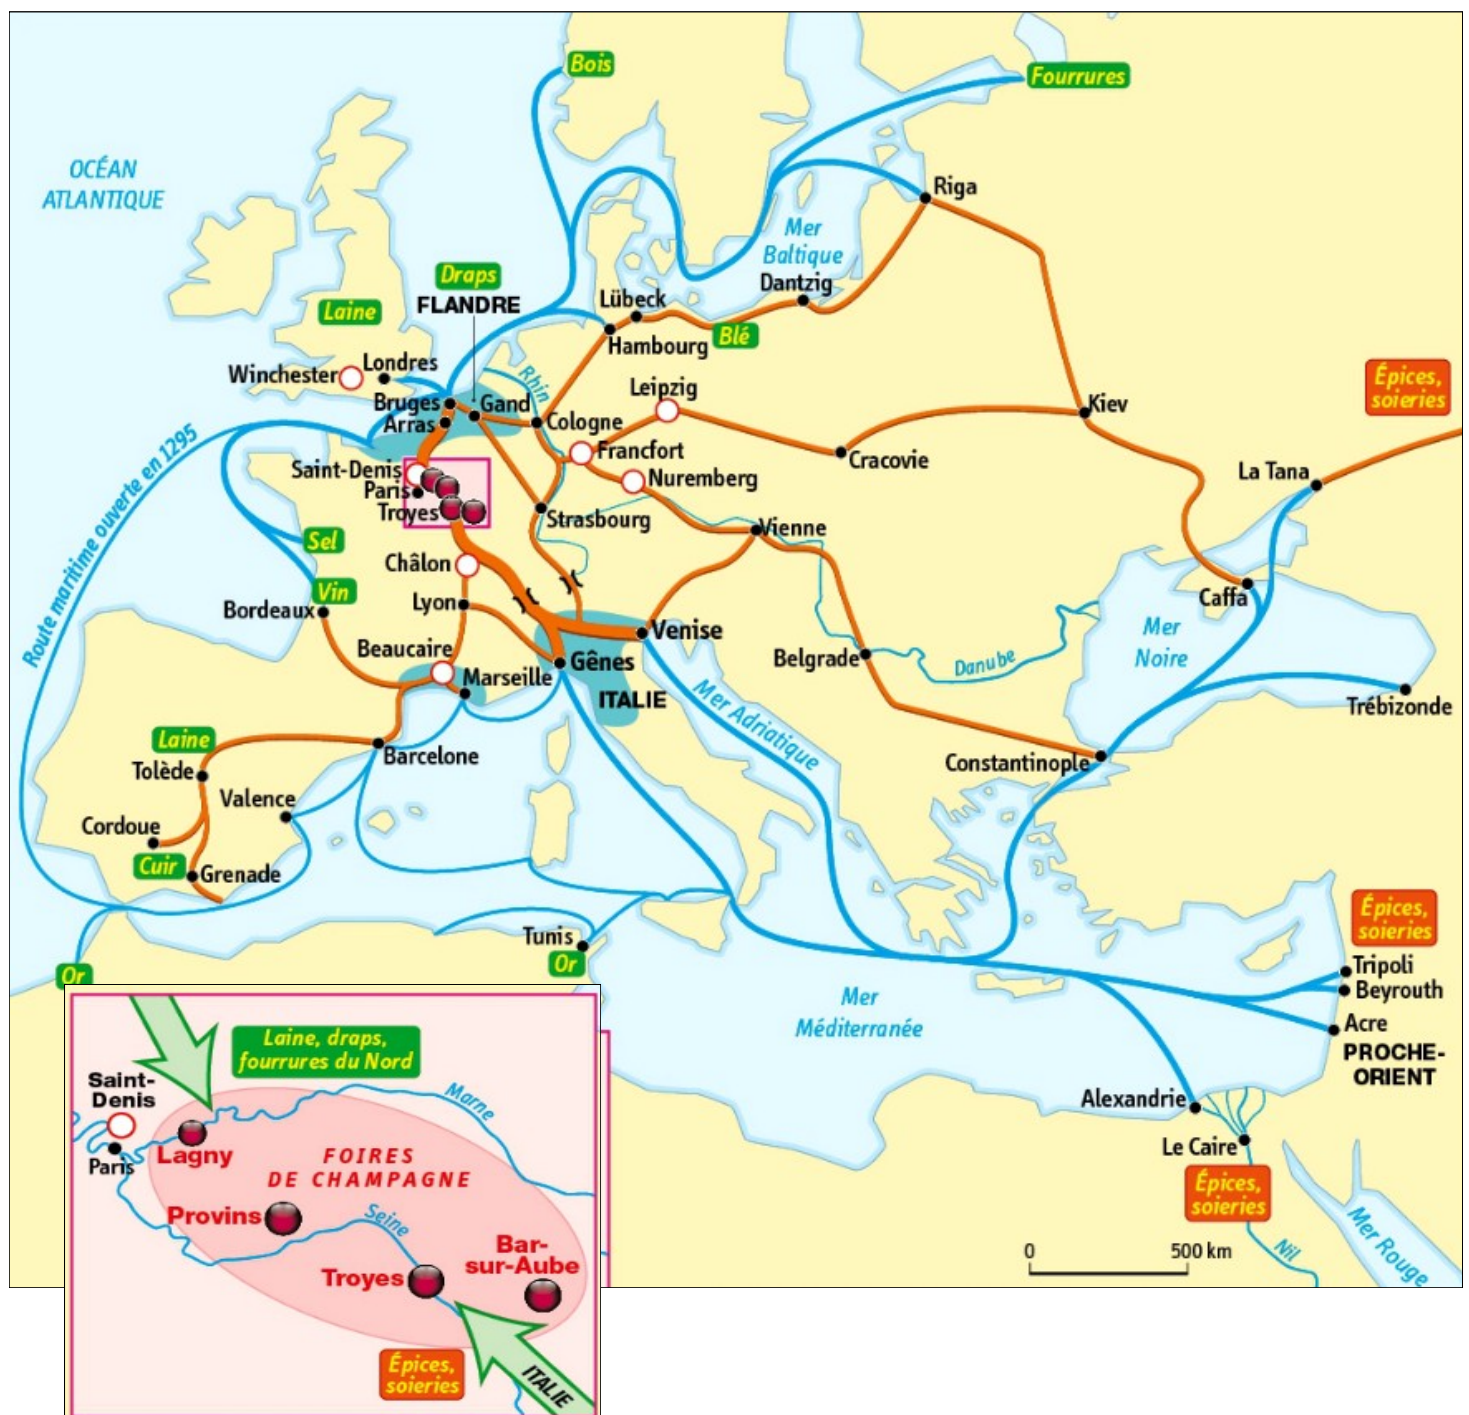 Bois
Fourrures
OCÉAN
ATLANTIQUE
Riga
Mer
Baltique
Dantzig
Draps
FLANDRE
Lübeck
Laine
Hambourg
Blé
Winchester
Londres
Rhin
Leipzig
Épices,
soieries
Bruges
Gand
Kiev
Arras
Cologne
Francfort
Cracovie
Route maritime ouverte en 1295
Saint-Denis
Nuremberg
La Tana
Paris
Troyes
Strasbourg
Vienne
Sel
Châlon
Vin
Bordeaux
Lyon
Caffa
Venise
Mer
Noire
Beaucaire
Gênes
Belgrade
Danube
Marseille
ITALIE
Mer Adriatique
Trébizonde
Laine
Barcelone
Constantinople
Tolède
Valence
Cordoue
Cuir
Grenade
Épices,
soieries
Tunis
Or
Or
Tripoli
Beyrouth
Mer
Méditerranée
Acre
PROCHE-
ORIENT
Alexandrie
Le Caire
Épices,
soieries
Nil
Mer Rouge
0
500 km
Laine, draps,
fourrures du Nord
Saint-
Denis
Marne
Paris
Lagny
FOIRES
DE CHAMPAGNE
Provins
Seine
Troyes
Bar-
sur-Aube
Épices,
soieries
ITALIE